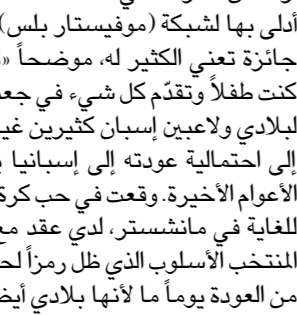 أدلى بها لشبكة (موفيستار بلس)
جائزة تعني الكثير له، موضحاً
كنت طفلاً وتقدّم كل شيء في
لبلادي ولاعبين إسبان كثيرين
إلى احتمالية عودته إلى إسبانيا
الأعوام الأخيرة. وقعت في حب كرة
للغاية في مانشستر، لدي عقد
المنتخب الأسلوب الذي ظل رمزاً
من العودة يوماً ما لأنها بلادي